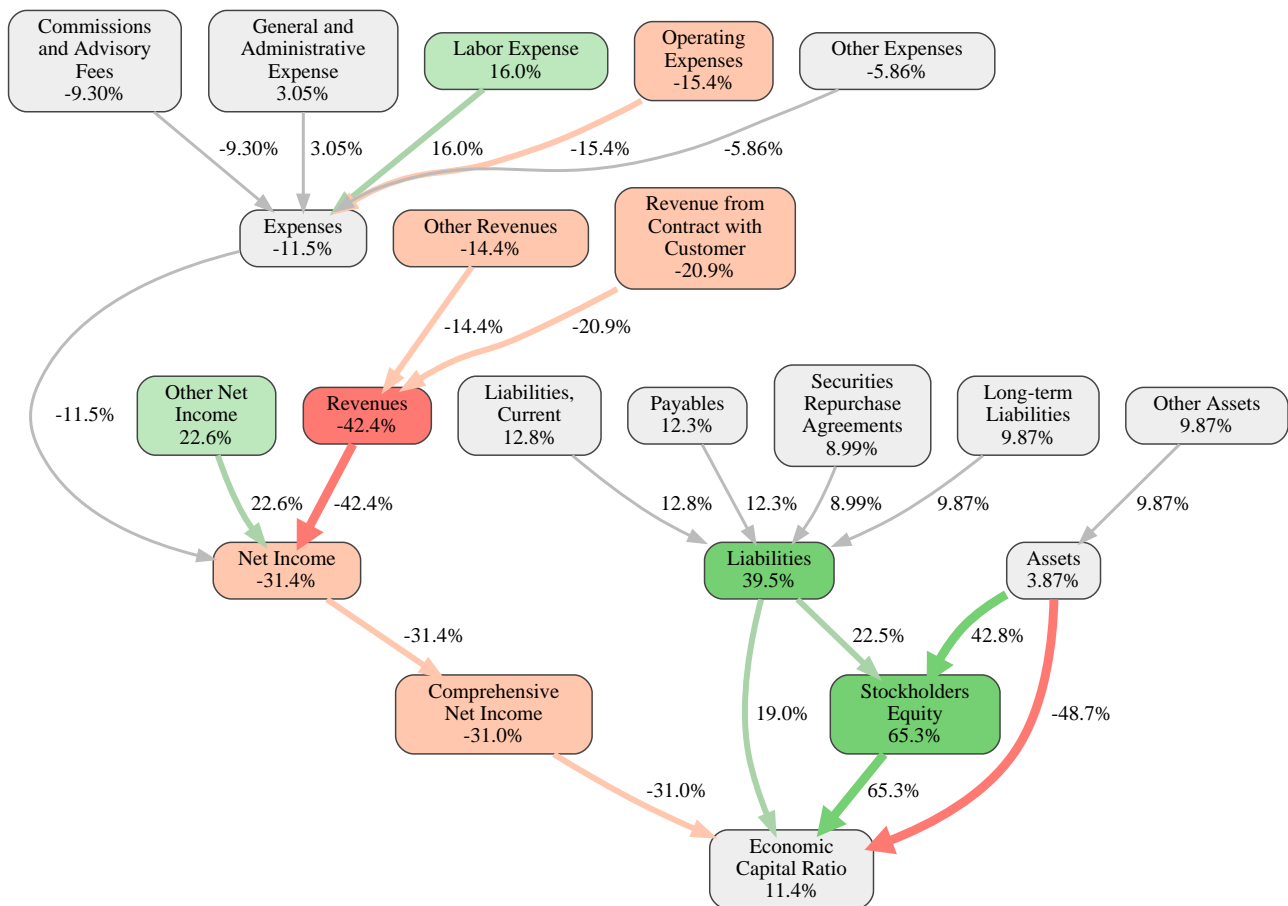 Commissions
and Advisory
Fees
-9.30%
General and
Administrative
Expense
3.05%
Labor Expense
16.0%
Operating
Expenses
-15.4%
Other Expenses
-5.86%
-9.30%
3.05%
16.0%
-15.4%
-5.86%
Expenses
-11.5%
Other Revenues
-14.4%
Revenue from
Contract with
Customer
-20.9%
-14.4%
-20.9%
-11.5%
Other Net
Income
22.6%
Revenues
-42.4%
Liabilities,
Current
12.8%
Payables
12.3%
Securities
Repurchase
Agreements
8.99%
Long-term
Liabilities
9.87%
Other Assets
9.87%
22.6%
-42.4%
12.8%
12.3%
8.99%
9.87%
9.87%
Net Income
-31.4%
Liabilities
39.5%
Assets
3.87%
-31.4%
22.5%
42.8%
Comprehensive
Net Income
-31.0%
19.0%
Stockholders
Equity
65.3%
-48.7%
-31.0%
65.3%
Economic
Capital Ratio
11.4%